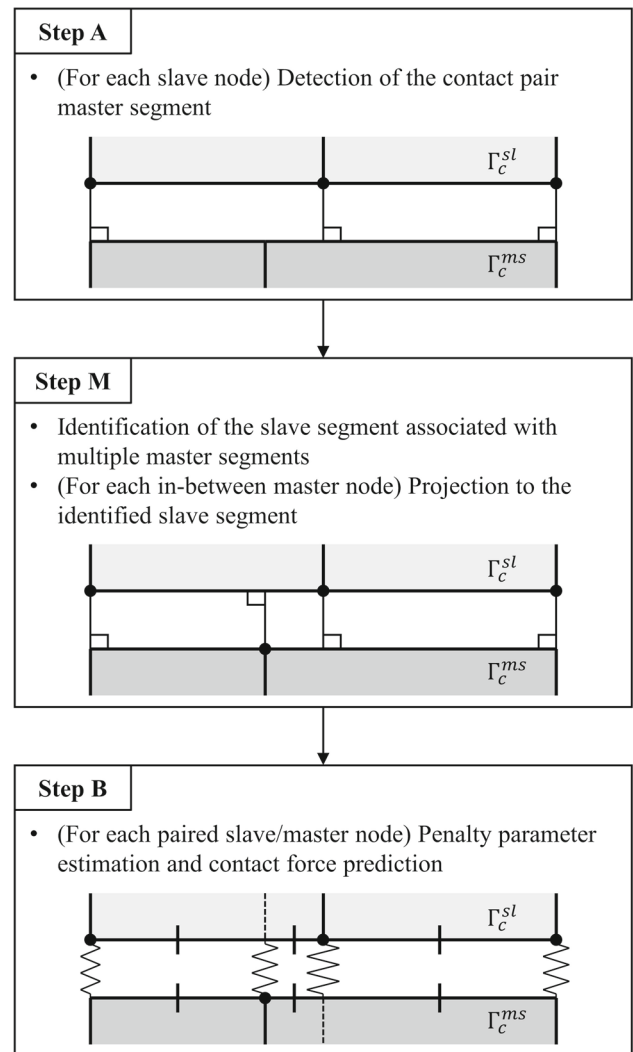 Step A
• (For each slave node) Detection of the contact pair
master segment
Γ_c^{sl}
Γ_c^{ms}
Step M
• Identification of the slave segment associated with
multiple master segments
• (For each in-between master node) Projection to the
identified slave segment
Γ_c^{sl}
Γ_c^{ms}
Step B
• (For each paired slave/master node) Penalty parameter
estimation and contact force prediction
Γ_c^{sl}
Γ_c^{ms}